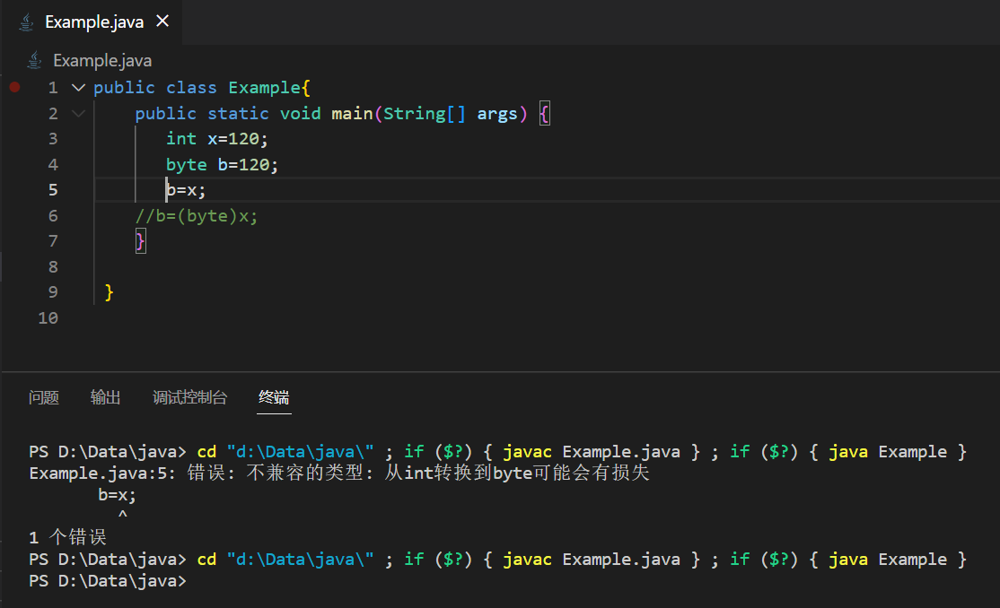 Example.java
Example.java
1 public class Example{
2 public static void main(String[] args) {
3 int x=120;
4 byte b=120;
5 b=x;
6 //b=(byte)x;
7 }
8
9 }
10
问题 输出 调试控制台 终端
PS D:\Data\java> cd "d:\Data\java\" ; if ($?) { javac Example.java } ; if ($?) { java Example }
Example.java:5: 错误: 不兼容的类型: 从int转换到byte可能会有损失
b=x;
^
1 个错误
PS D:\Data\java> cd "d:\Data\java\" ; if ($?) { javac Example.java } ; if ($?) { java Example }
PS D:\Data\java>